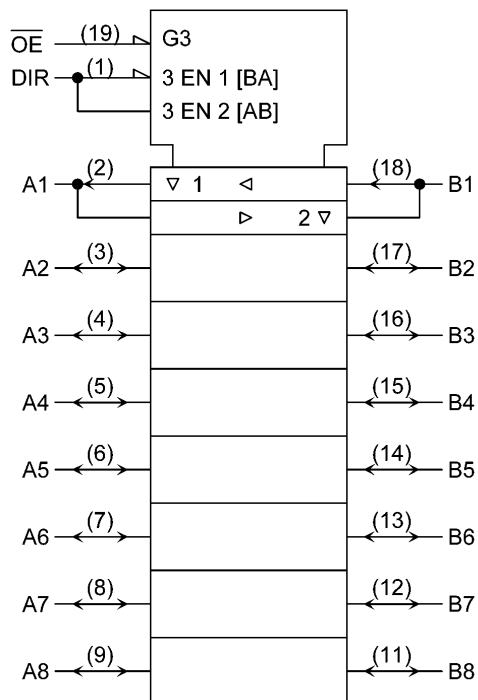 OE (19) G3
DIR (1) 3 EN 1 [BA]
3 EN 2 [AB]
A1 (2) ▽ 1 ◁ (18) B1
▷ 2 ▽
A2 (3) (17) B2
A3 (4) (16) B3
A4 (5) (15) B4
A5 (6) (14) B5
A6 (7) (13) B6
A7 (8) (12) B7
A8 (9) (11) B8